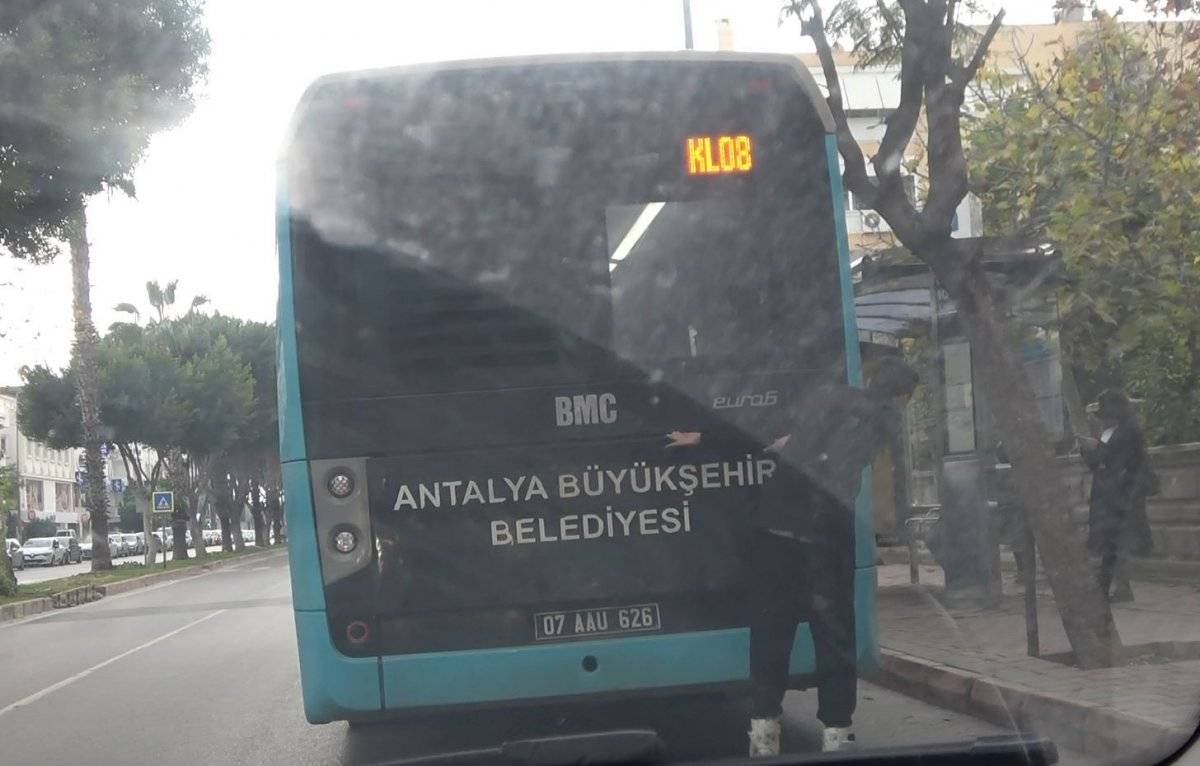 KL08
BMC
euro6
ANTALYA BÜYÜKŞEHİR
BELEDİYESİ
07 AAU 626